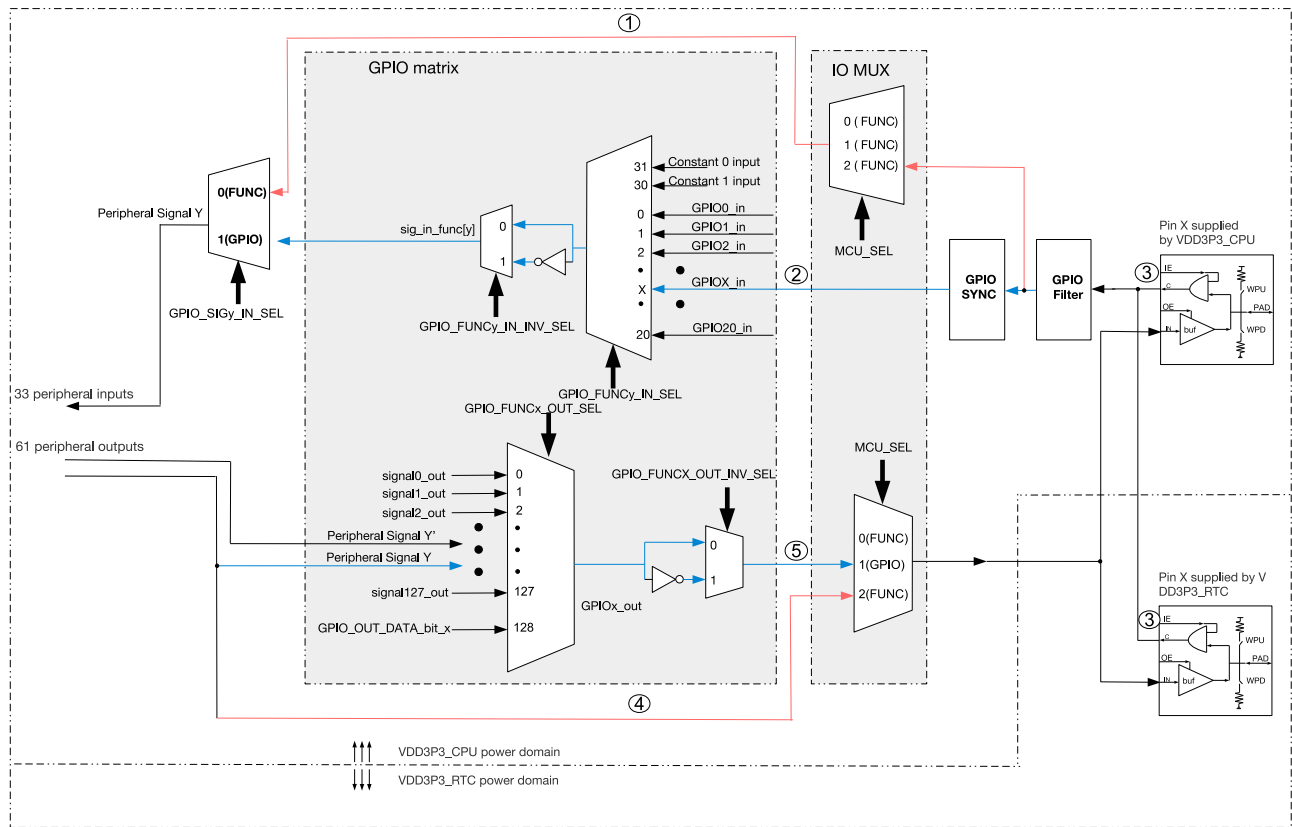 ①
GPIO matrix
IO MUX
0 ( FUNC)
1 ( FUNC)
2 ( FUNC)
MCU_SEL
31
Constant 0 input
30
Constant 1 input
0
GPIO0_in
1
GPIO1_in
2
GPIO2_in
X
GPIOX_in
20
GPIO20_in
②
0(FUNC)
1(GPIO)
Peripheral Signal Y
GPIO_SIGy_IN_SEL
sig_in_func[y]
0
1
GPIO_FUNCy_IN_INV_SEL
GPIO_FUNCy_IN_SEL
GPIO
SYNC
GPIO
Filter
Pin X supplied
by VDD3P3_CPU
③
IE
C
OE
IN
buf
WPU
PAD
WPD
33 peripheral inputs
61 peripheral outputs
GPIO_FUNCx_OUT_SEL
signal0_out
0
signal1_out
1
signal2_out
2
Peripheral Signal Y'
Peripheral Signal Y
signal127_out
127
GPIO_OUT_DATA_bit_x
128
GPIOx_out
GPIO_FUNCX_OUT_INV_SEL
0
1
⑤
MCU_SEL
0(FUNC)
1(GPIO)
2(FUNC)
④
Pin X supplied by V
DD3P3_RTC
③
IE
C
OE
IN
buf
WPU
PAD
WPD
VDD3P3_CPU power domain
VDD3P3_RTC power domain